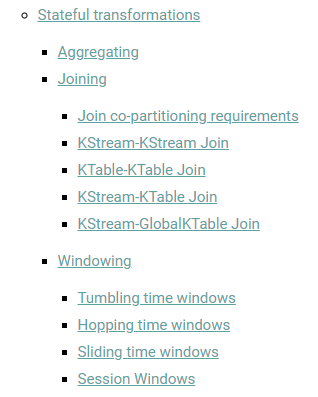 Stateful transformations
Aggregating
Joining
Join co-partitioning requirements
KStream-KStream Join
KTable-KTable Join
KStream-KTable Join
KStream-GlobalKTable Join
Windowing
Tumbling time windows
Hopping time windows
Sliding time windows
Session Windows